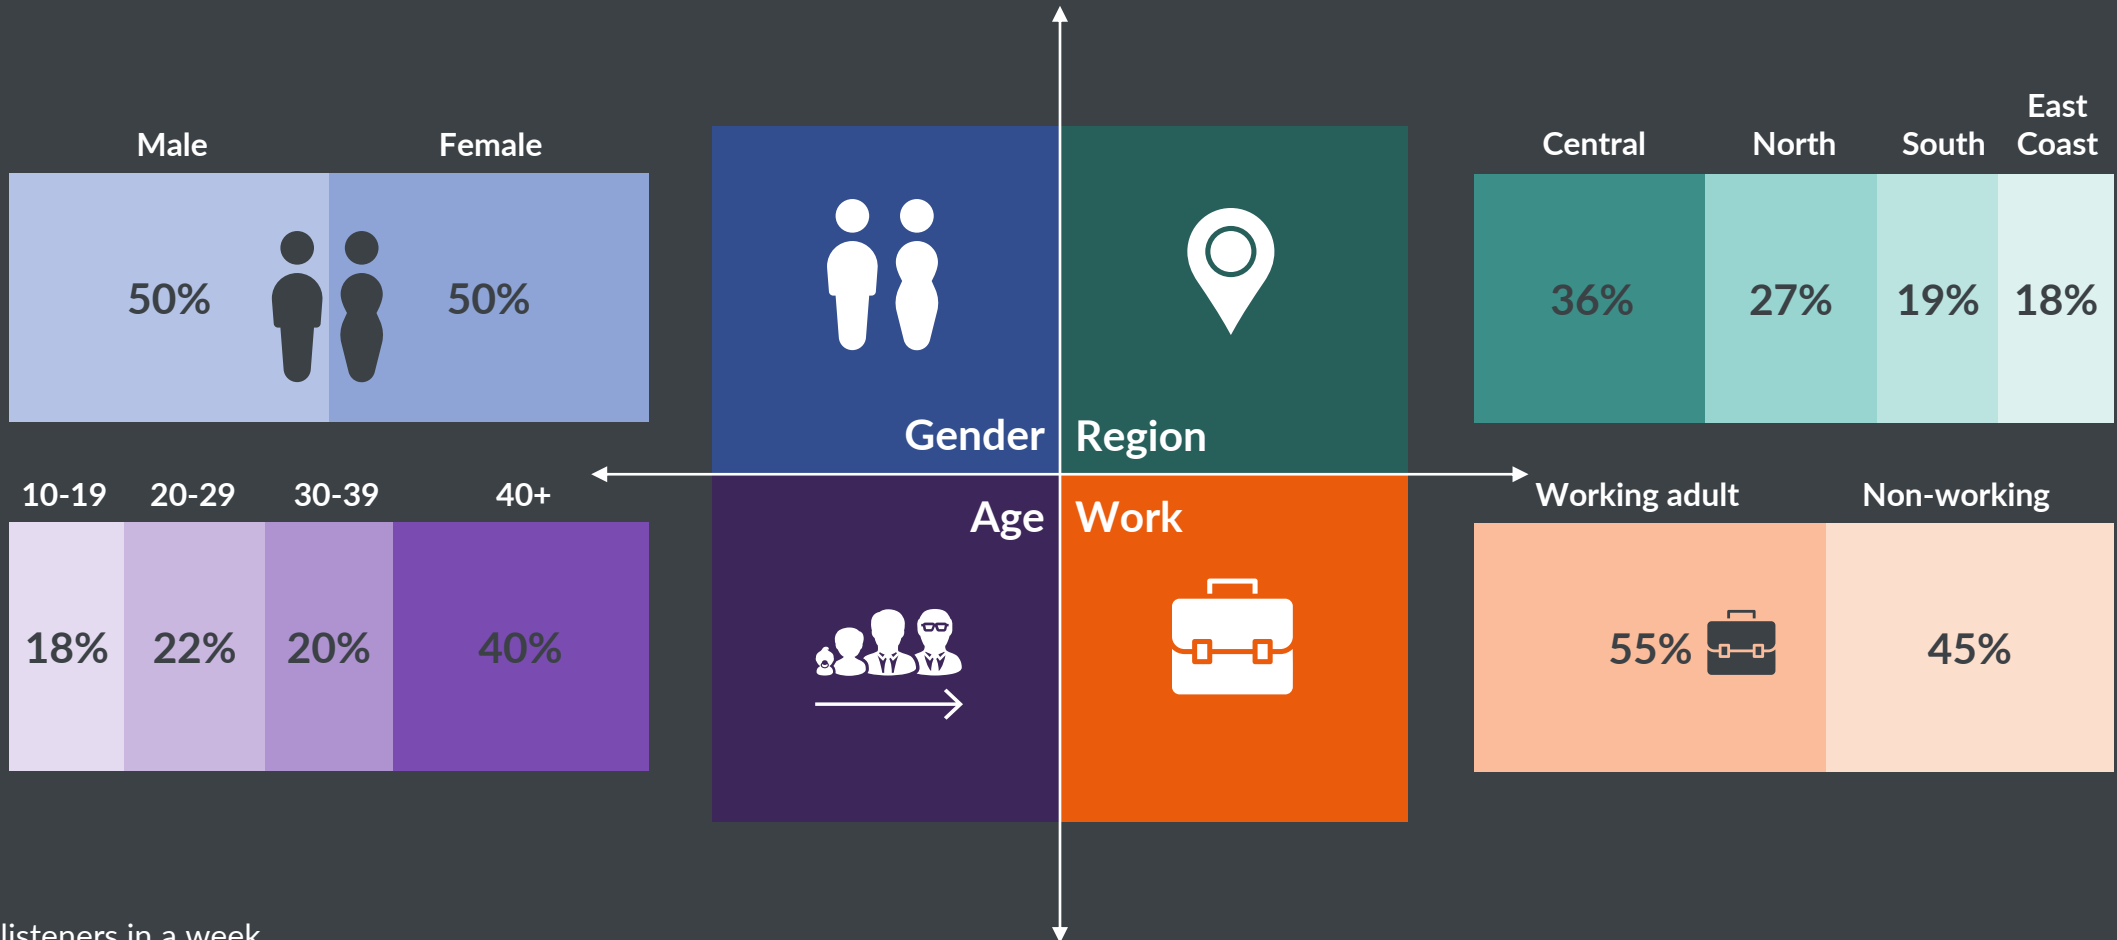 Male Female
50% 50%
10-19 20-29 30-39 40+
18% 22% 20% 40%
Gender
Region
Age
Work
East
Central North South Coast
36% 27% 19% 18%
Working adult Non-working
55% 45%
listeners in a week